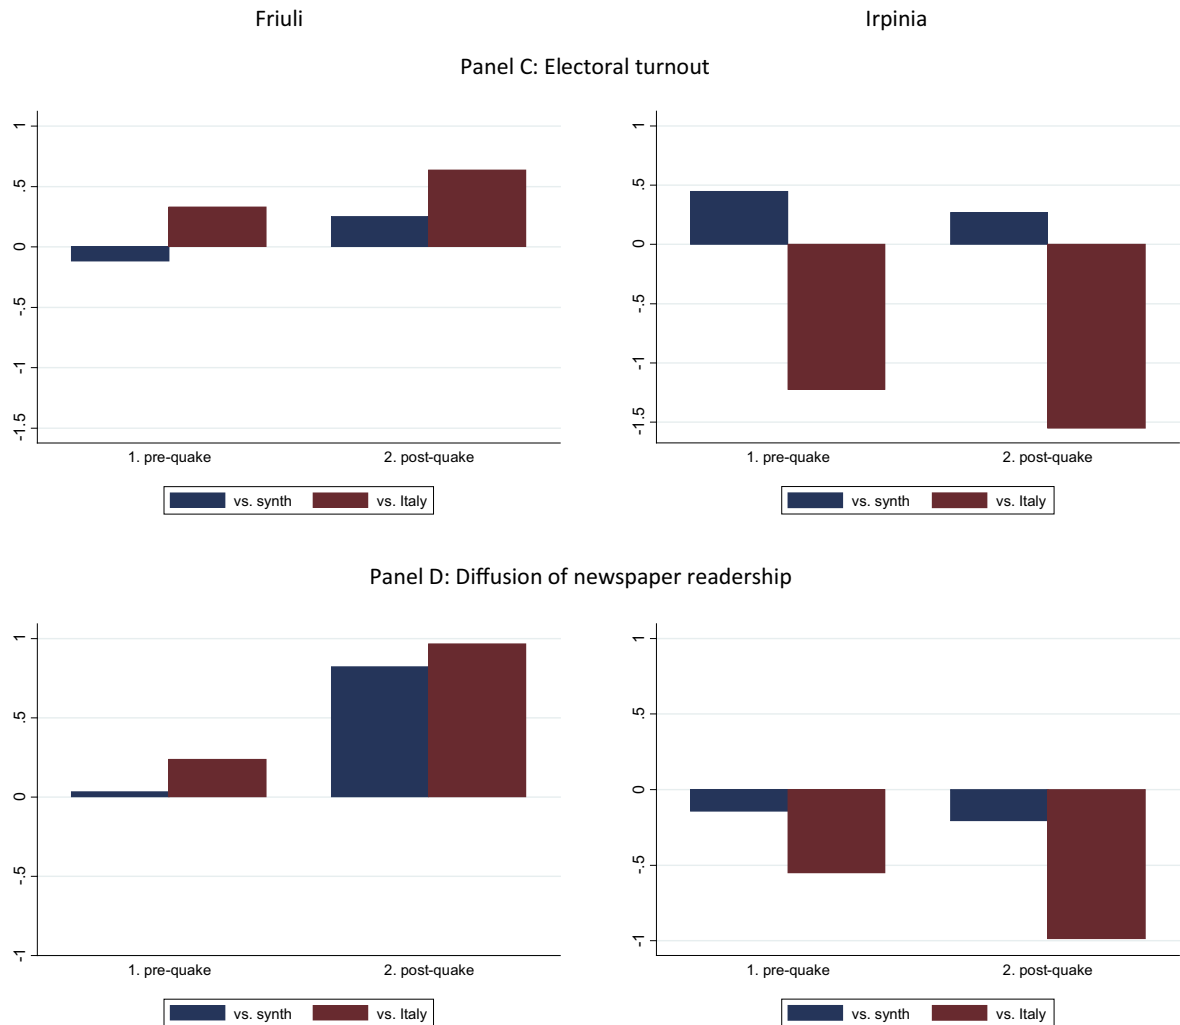 Friuli Irpinia
Panel C: Electoral turnout
1 1
.5 .5
0 0
-.5 -.5
-1 -1
-1.5 -1.5
1. pre-quake 2. post-quake 1. pre-quake 2. post-quake
vs. synth vs. Italy vs. synth vs. Italy
Panel D: Diffusion of newspaper readership
1 1
.5 .5
0 0
-.5 -.5
-1 -1
1. pre-quake 2. post-quake 1. pre-quake 2. post-quake
vs. synth vs. Italy vs. synth vs. Italy